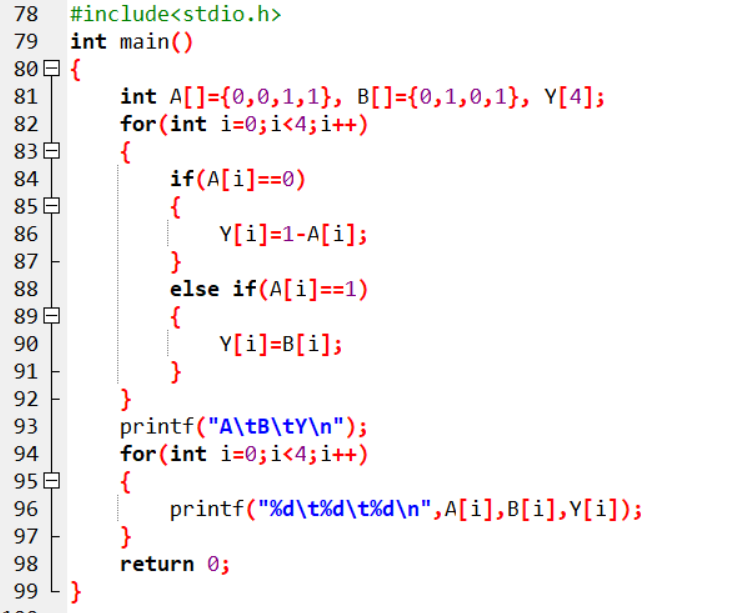 78 #include<stdio.h>
79 int main()
80 {
81 int A[]={0,0,1,1}, B[]={0,1,0,1}, Y[4];
82 for(int i=0;i<4;i++)
83 {
84 if(A[i]==0)
85 {
86 Y[i]=1-A[i];
87 }
88 else if(A[i]==1)
89 {
90 Y[i]=B[i];
91 }
92 }
93 printf("A\tB\tY\n");
94 for(int i=0;i<4;i++)
95 {
96 printf("%d\t%d\t%d\n",A[i],B[i],Y[i]);
97 }
98 return 0;
99 }